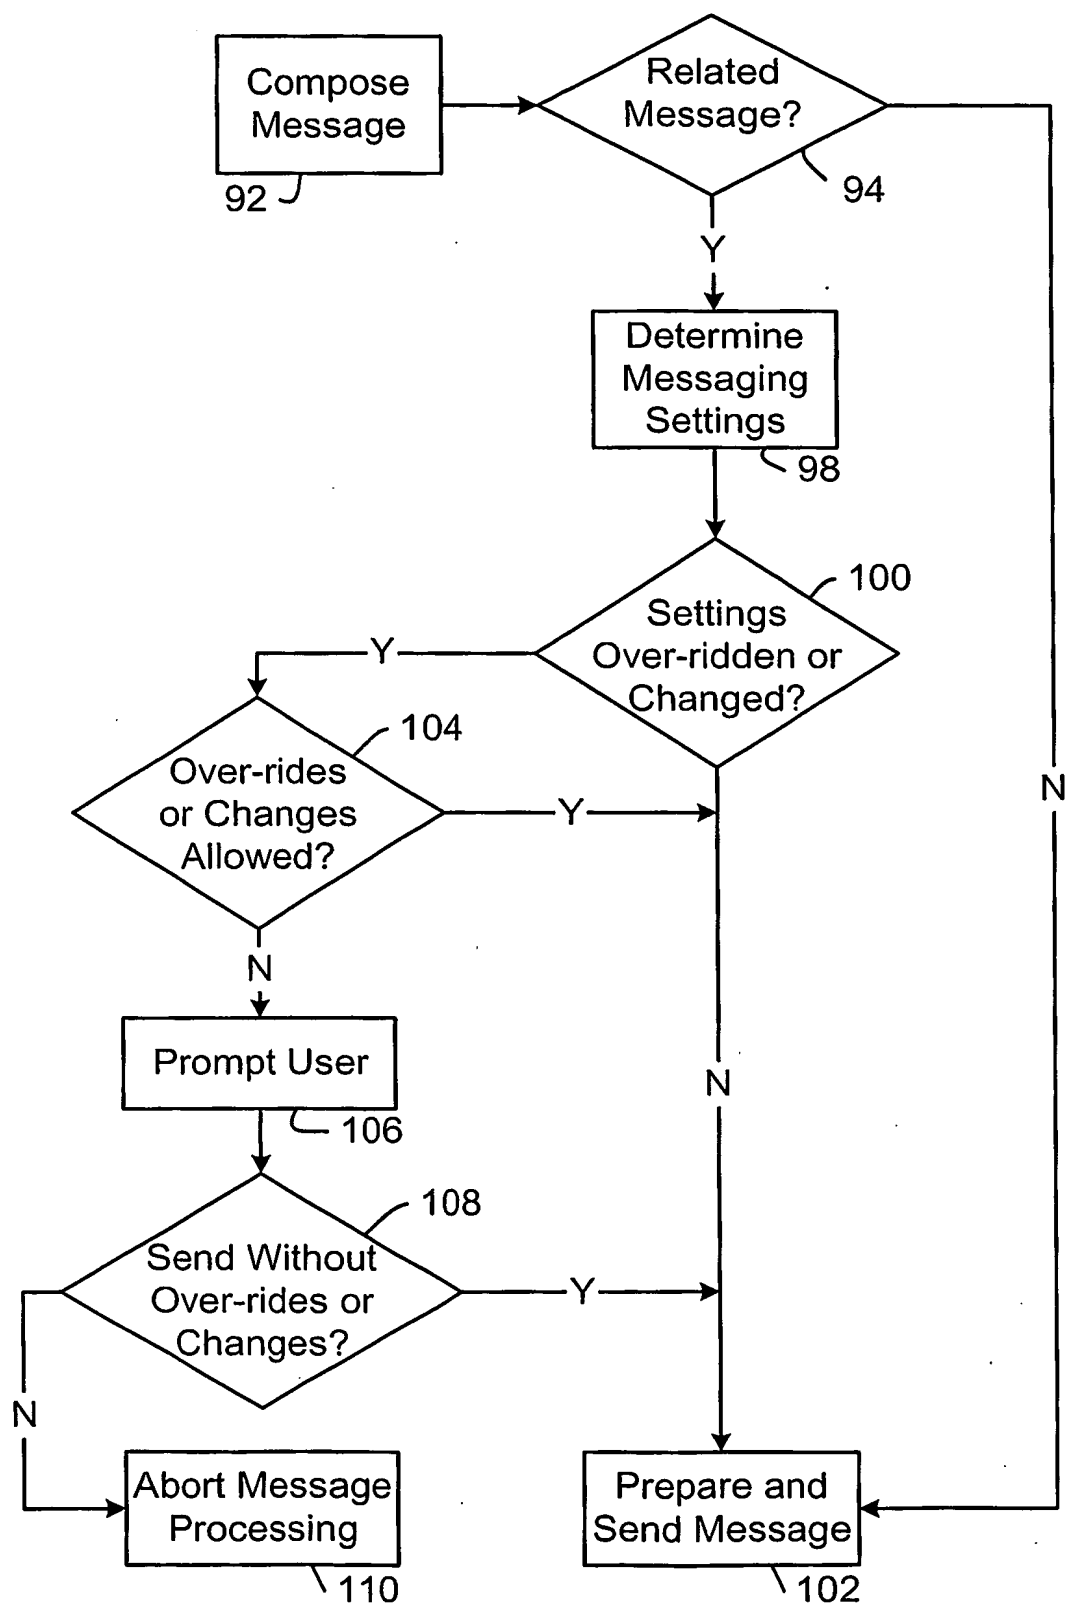 Compose
Message
92
Related
Message?
94
Y
Determine
Messaging
Settings
98
100
Settings
Over-ridden or
Changed?
Y
104
Over-rides
or Changes
Allowed?
Y
N
N
Prompt User
106
N
108
Send Without
Over-rides or
Changes?
Y
N
Abort Message
Processing
110
Prepare and
Send Message
102